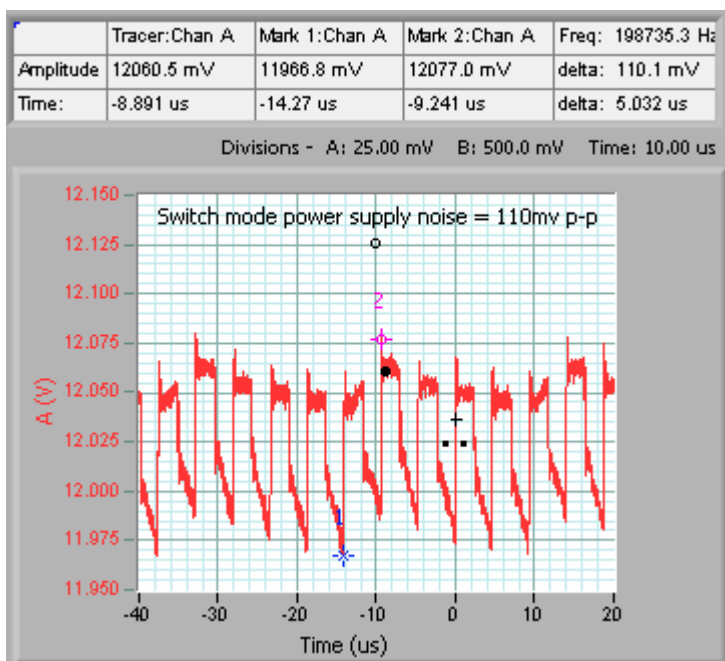 Tracer:Chan A Mark 1:Chan A Mark 2:Chan A Freq: 198735.3 Hz
Amplitude 12060.5 mV 11966.8 mV 12077.0 mV delta: 110.1 mV
Time: -8.891 us -14.27 us -9.241 us delta: 5.032 us
Divisions - A: 25.00 mV B: 500.0 mV Time: 10.00 us
Switch mode power supply noise = 110mv p-p
12.150
12.125
12.100
12.075
12.050
12.025
12.000
11.975
11.950
A (V)
2
1
-40 -30 -20 -10 0 10 20
Time (us)